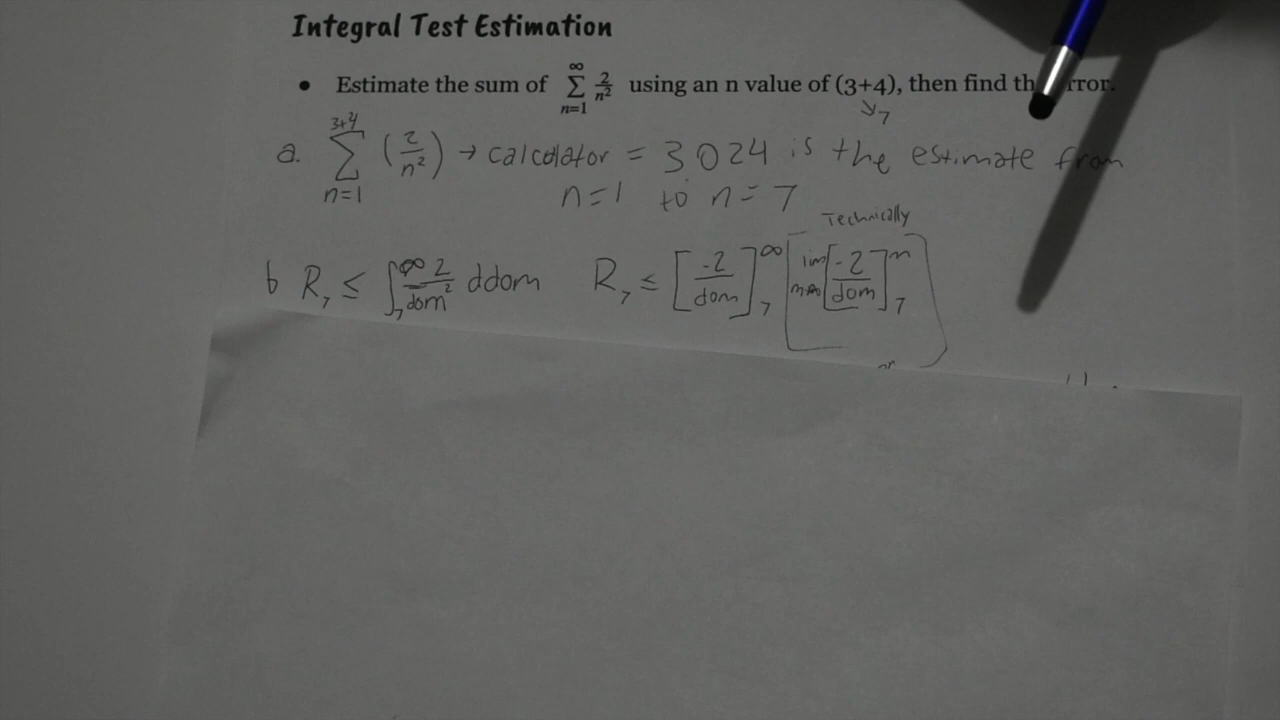 Integral Test Estimation
• Estimate the sum of ∞ Σ n=1 2/n² using an n value of (3+4), then find th rror.
↘7
a. 3+4 Σ n=1 (2/n²) → calculator = 3.024 is the estimate from
n=1 to n=7
Technically
b R₇ ≤ ∫₇^∞ 2/dom² ddom R₇ ≤ [-2/dom]₇^∞ [lim m→∞ [-2/dom]₇^m]